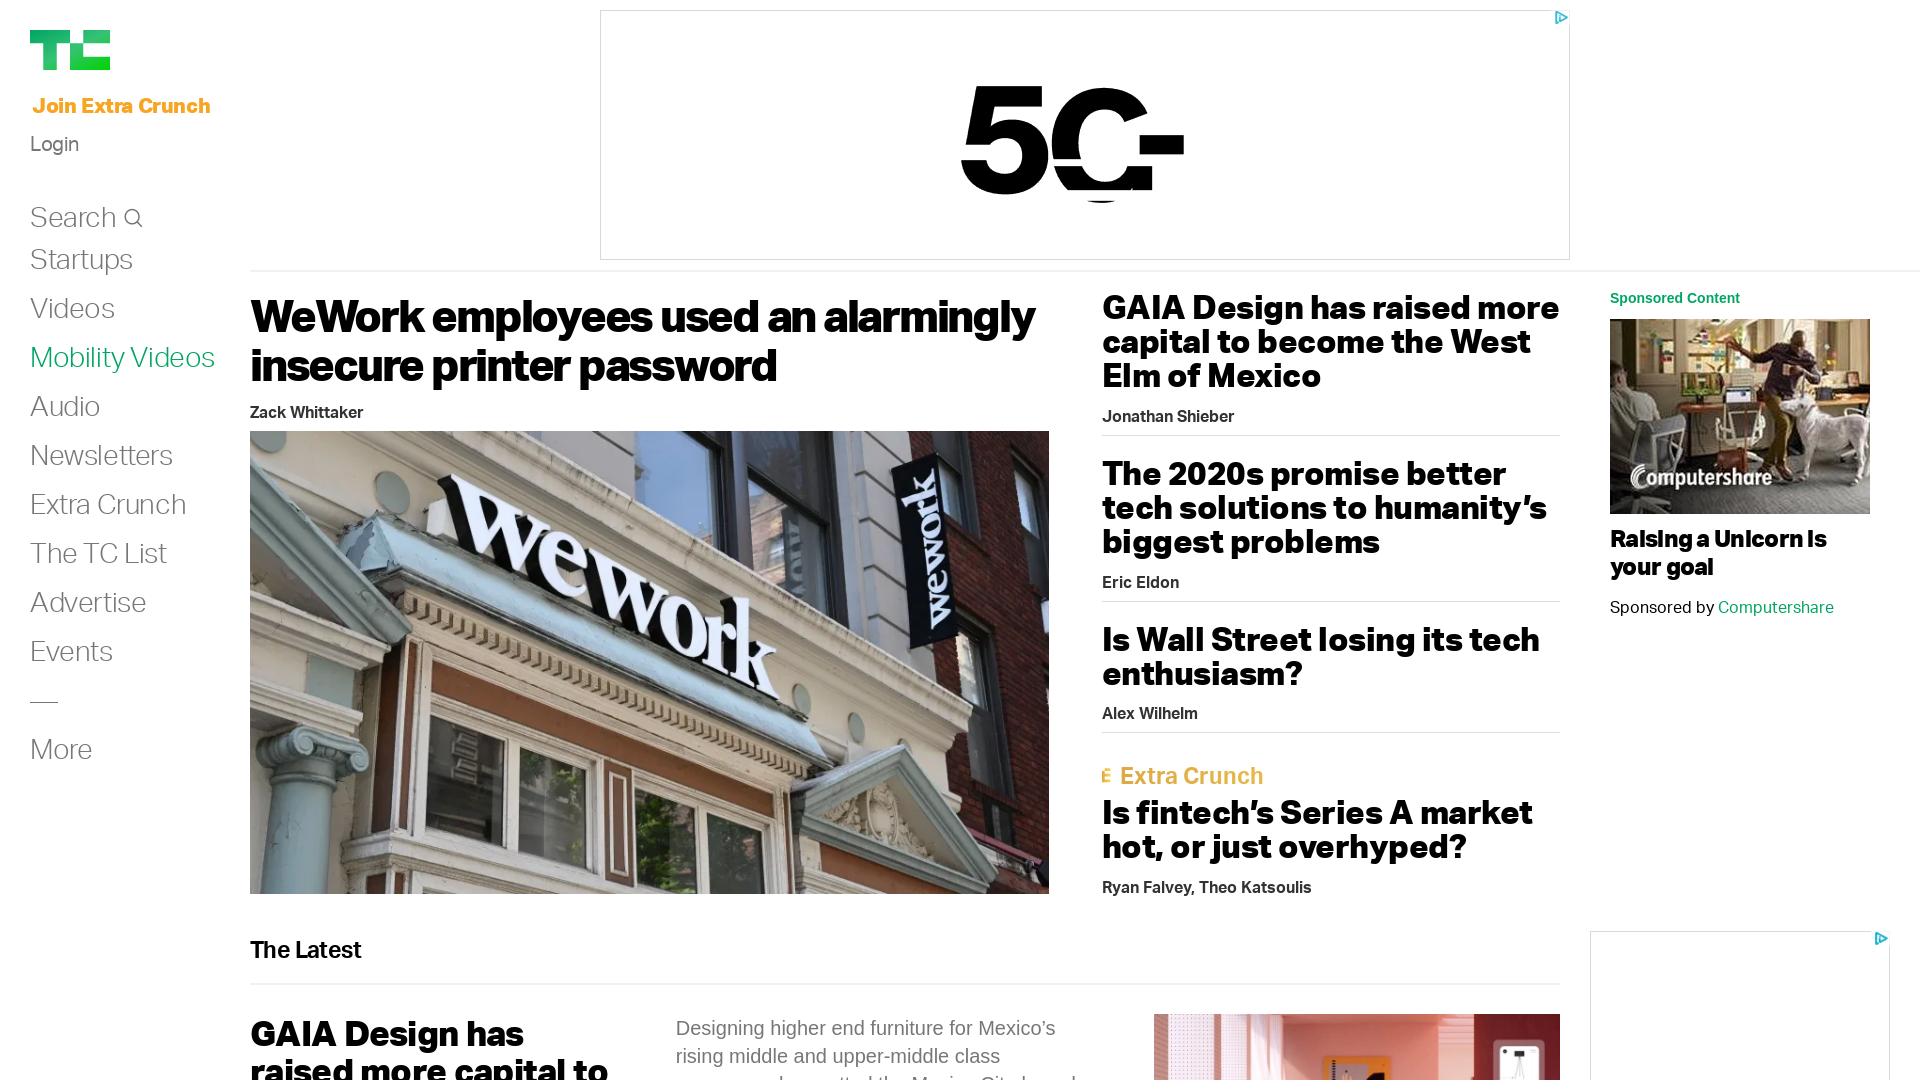 TC
Join Extra Crunch
Login
Search
Startups
Videos
Mobility Videos
Audio
Newsletters
Extra Crunch
The TC List
Advertise
Events
More
WeWork employees used an alarmingly
insecure printer password
Zack Whittaker
wework
wework
GAIA Design has raised more
capital to become the West
Elm of Mexico
Jonathan Shieber
The 2020s promise better
tech solutions to humanity’s
biggest problems
Eric Eldon
Is Wall Street losing its tech
enthusiasm?
Alex Wilhelm
Extra Crunch
Is fintech’s Series A market
hot, or just overhyped?
Ryan Falvey, Theo Katsoulis
Sponsored Content
Computershare
Raising a Unicorn is
your goal
Sponsored by Computershare
The Latest
GAIA Design has
raised more capital to
Designing higher end furniture for Mexico’s
rising middle and upper-middle class